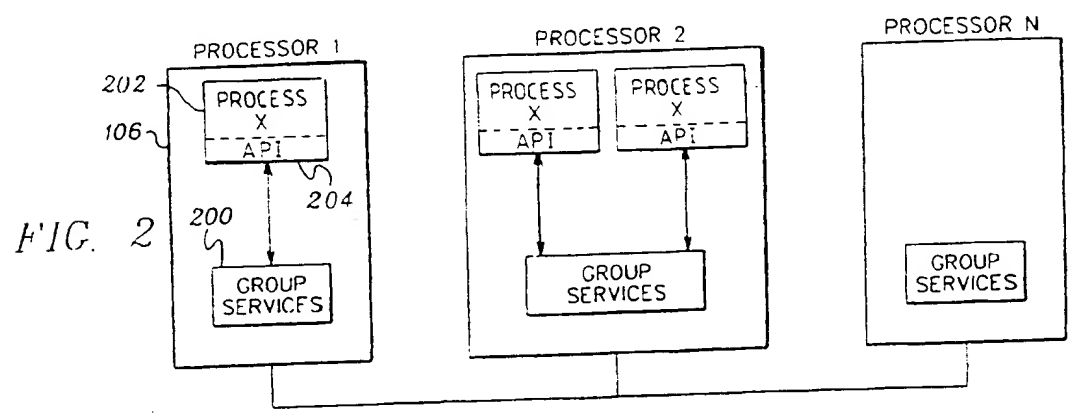 PROCESSOR 1
PROCESSOR 2
PROCESSOR N
202
PROCESS
X
API
PROCESS
X
API
PROCESS
X
API
106
204
FIG. 2
200
GROUP
SERVICES
GROUP
SERVICES
GROUP
SERVICES